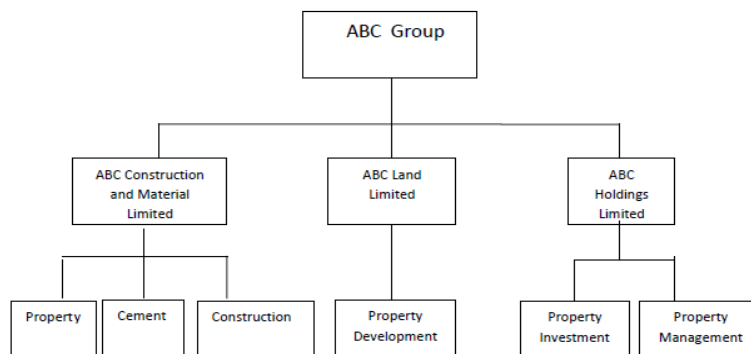 ABC Group
ABC Construction
and Material
Limited
ABC Land
Limited
ABC
Holdings
Limited
Property
Cement
Construction
Property
Development
Property
Investment
Property
Management